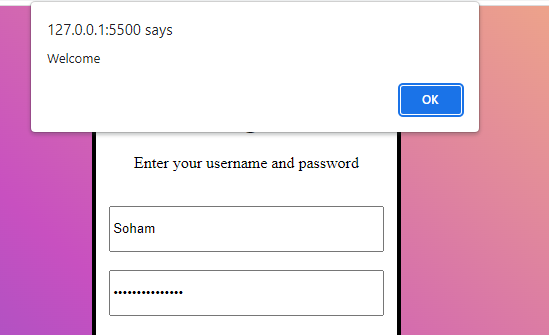 127.0.0.1:5500 says
Welcome
OK
Enter your username and password
Soham
•••••••••••••••